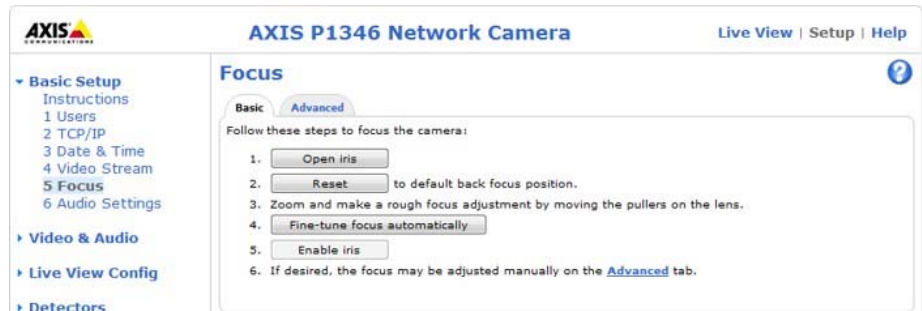 AXIS
COMMUNICATIONS
AXIS P1346 Network Camera
Live View | Setup | Help
Basic Setup
Instructions
1 Users
2 TCP/IP
3 Date & Time
4 Video Stream
5 Focus
6 Audio Settings
Video & Audio
Live View Config
Detectors
Focus
?
Basic Advanced
Follow these steps to focus the camera:
1. Open iris
2. Reset to default back focus position.
3. Zoom and make a rough focus adjustment by moving the pullers on the lens.
4. Fine-tune focus automatically
5. Enable iris
6. If desired, the focus may be adjusted manually on the Advanced tab.